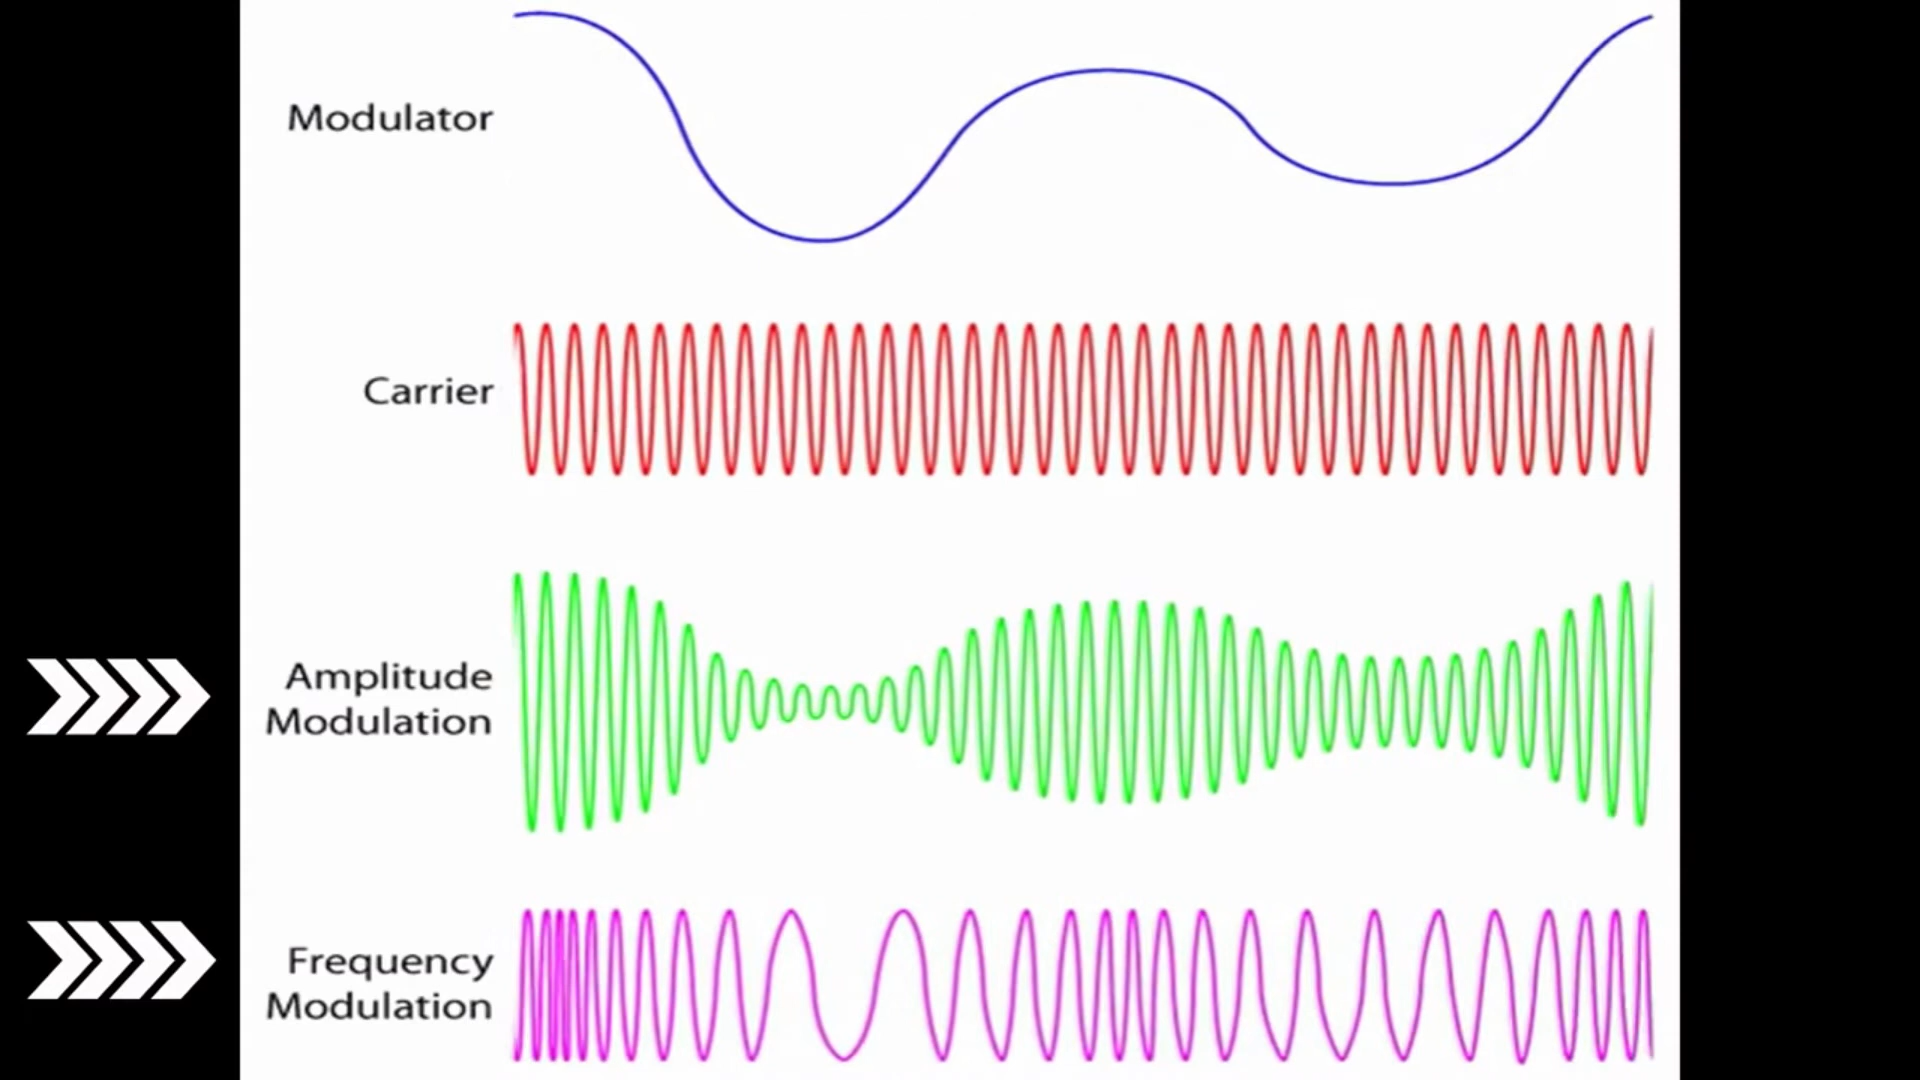 Modulator
Carrier
Amplitude
Modulation
Frequency
Modulation